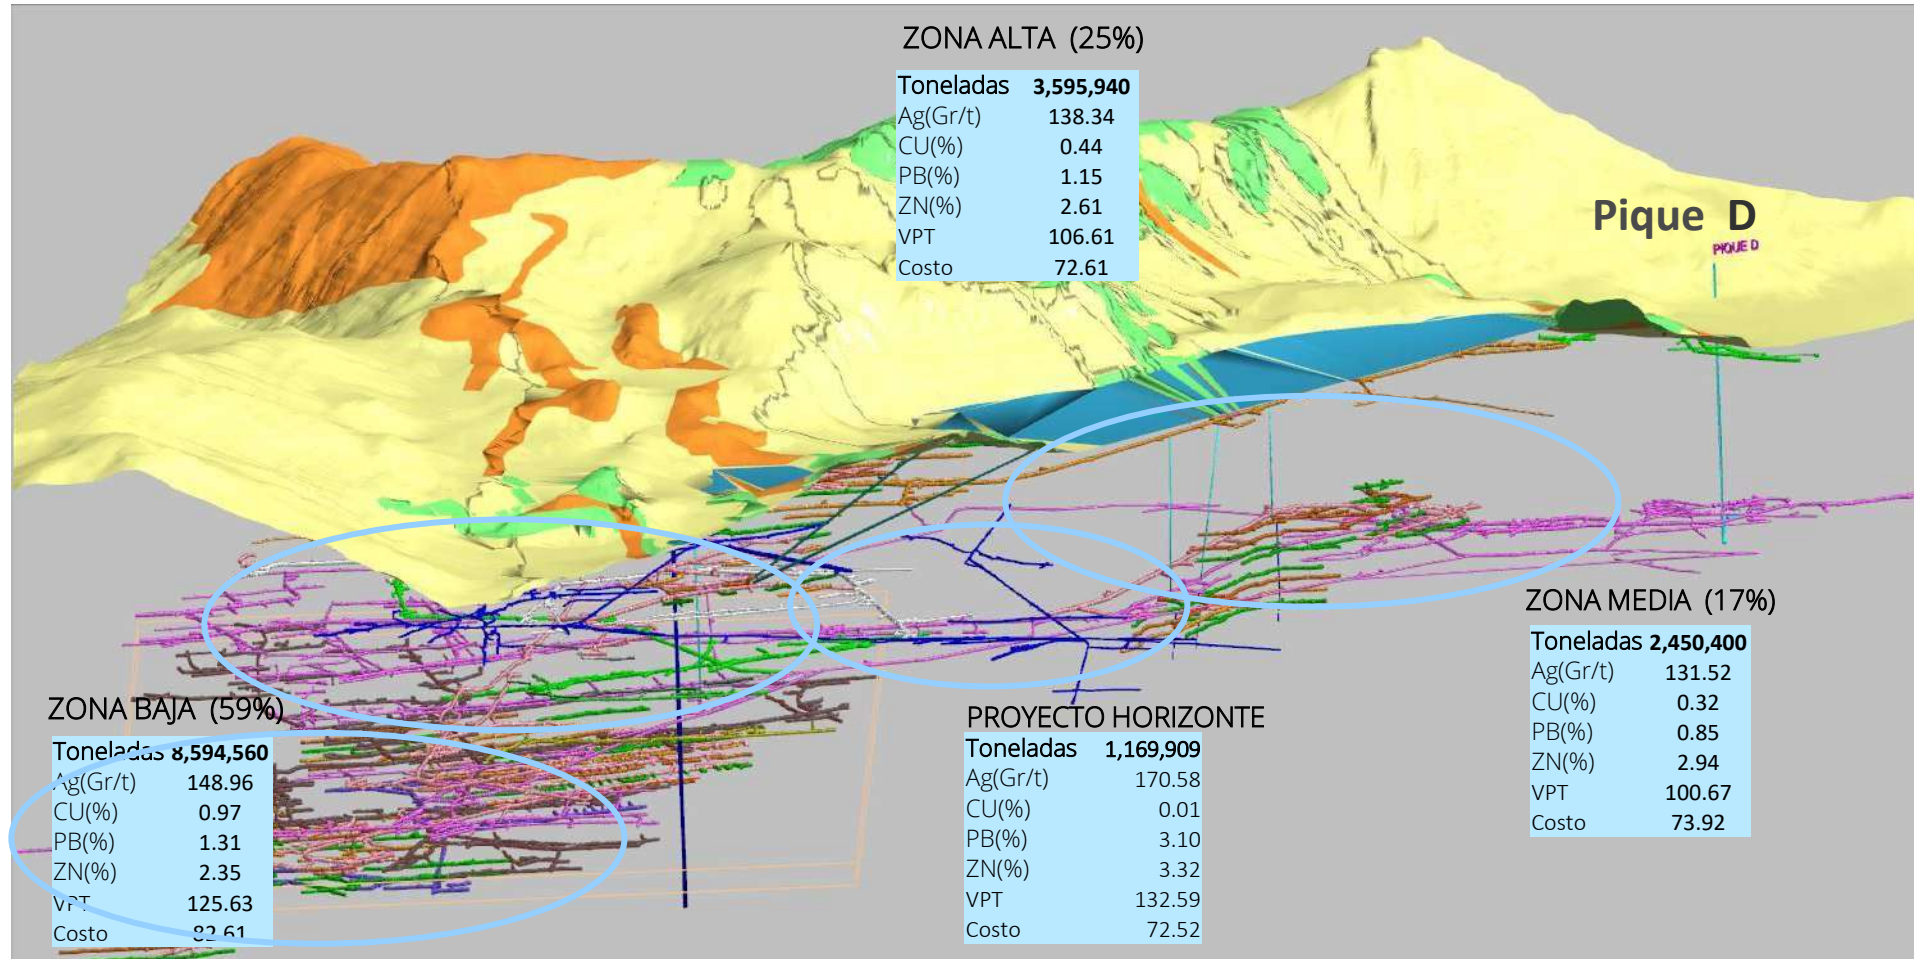 ZONA ALTA (25%)
Toneladas 3,595,940
Ag(Gr/t) 138.34
CU(%) 0.44
PB(%) 1.15
ZN(%) 2.61
VPT 106.61
Costo 72.61
Pique D
PIQUE D
ZONA MEDIA (17%)
Toneladas 2,450,400
Ag(Gr/t) 131.52
CU(%) 0.32
PB(%) 0.85
ZN(%) 2.94
VPT 100.67
Costo 73.92
ZONA BAJA (59%)
Toneladas 8,594,560
Ag(Gr/t) 148.96
CU(%) 0.97
PB(%) 1.31
ZN(%) 2.35
VPT 125.63
Costo 82.61
PROYECTO HORIZONTE
Toneladas 1,169,909
Ag(Gr/t) 170.58
CU(%) 0.01
PB(%) 3.10
ZN(%) 3.32
VPT 132.59
Costo 72.52